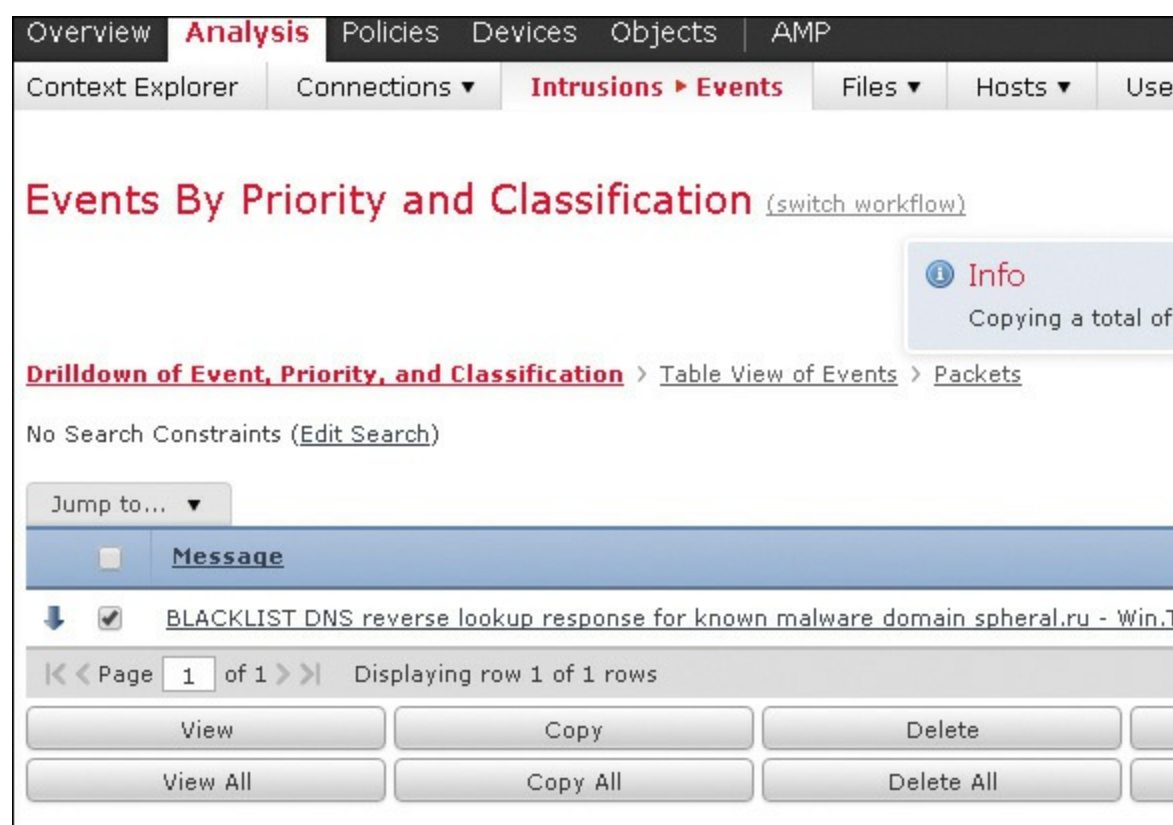 Overview Analysis Policies Devices Objects AMP
Context Explorer Connections ▼ Intrusions ▸ Events Files ▼ Hosts ▼ Use
Events By Priority and Classification (switch workflow)
Info
Copying a total of
Drilldown of Event, Priority, and Classification > Table View of Events > Packets
No Search Constraints (Edit Search)
Jump to... ▼
Message
BLACKLIST DNS reverse lookup response for known malware domain spheral.ru - Win.T
|< < Page 1 of 1 > >| Displaying row 1 of 1 rows
View Copy Delete
View All Copy All Delete All